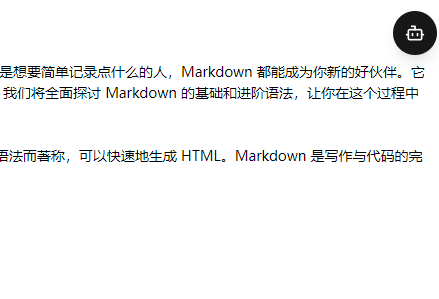 是想要简单记录点什么的人，Markdown 都能成为你新的好伙伴。它
我们将全面探讨 Markdown 的基础和进阶语法，让你在这个过程中
语法而著称，可以快速地生成 HTML。Markdown 是写作与代码的完